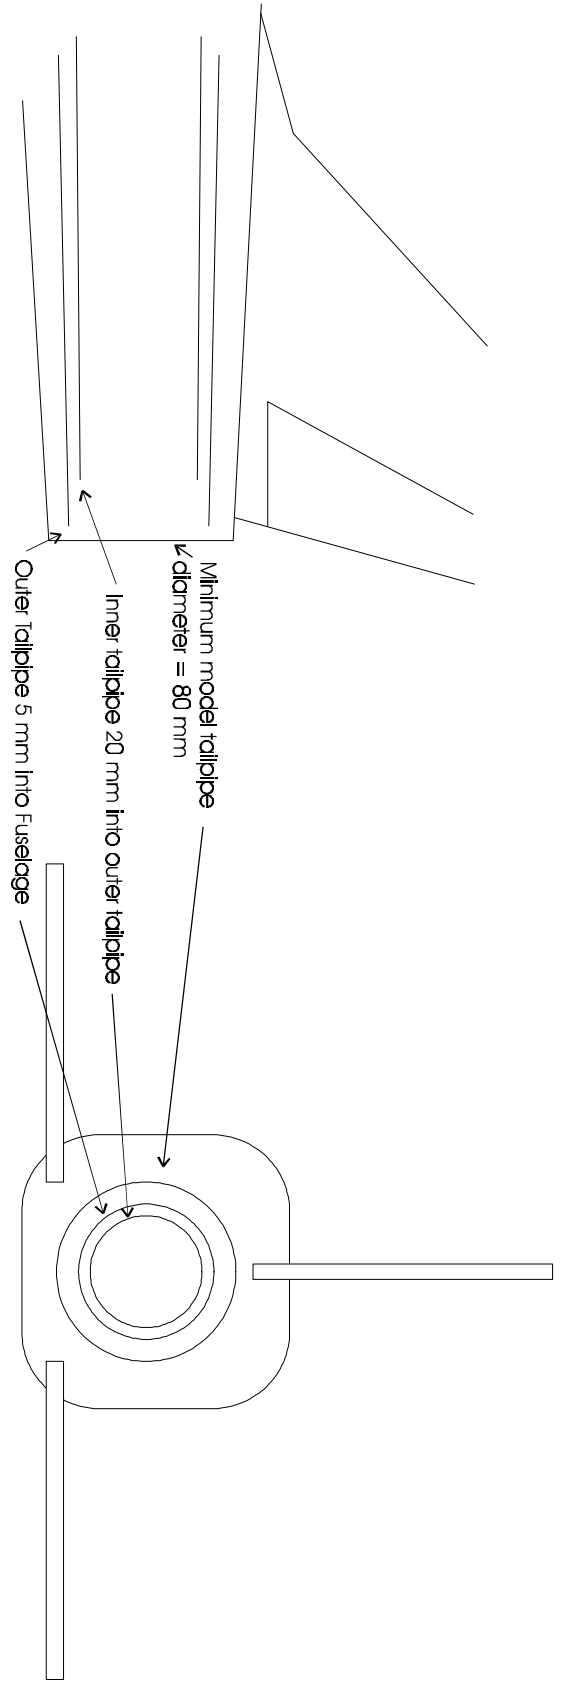 Minimum model tailpipe
diameter = 80 mm
Inner tailpipe 20 mm into outer tailpipe
Outer Tailpipe 5 mm into Fuselage